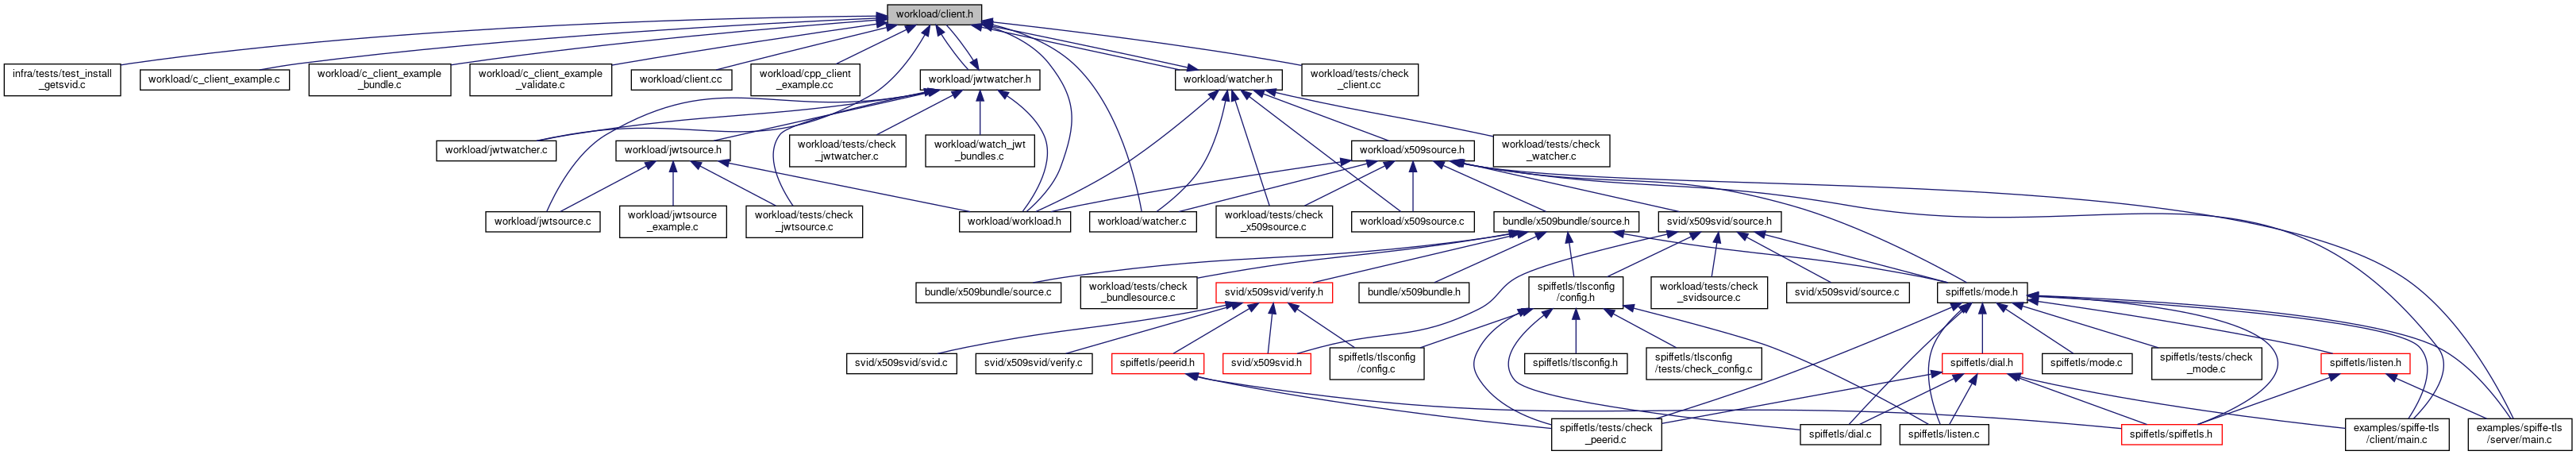 workload/client.h
infra/tests/test_install
_getsvid.c
workload/c_client_example.c
workload/c_client_example
_bundle.c
workload/c_client_example
_validate.c
workload/client.cc
workload/cpp_client
_example.cc
workload/jwtwatcher.h
workload/watcher.h
workload/tests/check
_client.cc
workload/jwtwatcher.c
workload/jwtsource.h
workload/tests/check
_jwtwatcher.c
workload/watch_jwt
_bundles.c
workload/x509source.h
workload/tests/check
_watcher.c
workload/jwtsource.c
workload/jwtsource
_example.c
workload/tests/check
_jwtsource.c
workload/workload.h
workload/watcher.c
workload/tests/check
_x509source.c
workload/x509source.c
bundle/x509bundle/source.h
svid/x509svid/source.h
bundle/x509bundle/source.c
workload/tests/check
_bundlesource.c
svid/x509svid/verify.h
bundle/x509bundle.h
spiffetls/tlsconfig
/config.h
workload/tests/check
_svidsource.c
svid/x509svid/source.c
spiffetls/mode.h
svid/x509svid/svid.c
svid/x509svid/verify.c
spiffetls/peerid.h
svid/x509svid.h
spiffetls/tlsconfig
/config.c
spiffetls/tlsconfig.h
spiffetls/tlsconfig
/tests/check_config.c
spiffetls/dial.h
spiffetls/mode.c
spiffetls/tests/check
_mode.c
spiffetls/listen.h
spiffetls/tests/check
_peerid.c
spiffetls/dial.c
spiffetls/listen.c
spiffetls/spiffetls.h
examples/spiffe-tls
/client/main.c
examples/spiffe-tls
/server/main.c